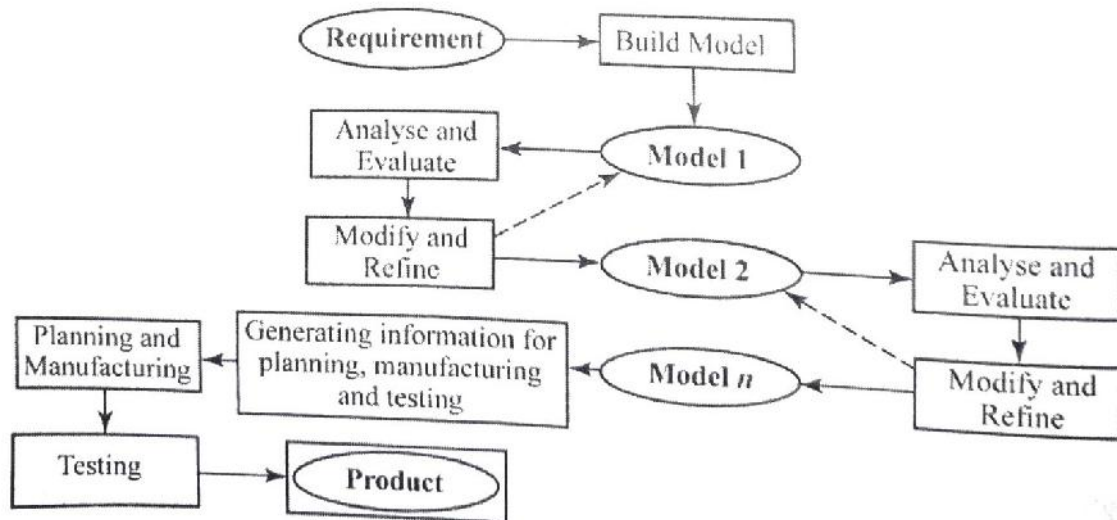 Requirement
Build Model
Analyse and
Evaluate
Model 1
Modify and
Refine
Model 2
Analyse and
Evaluate
Planning and
Manufacturing
Generating information for
planning, manufacturing
and testing
Model n
Modify and
Refine
Testing
Product